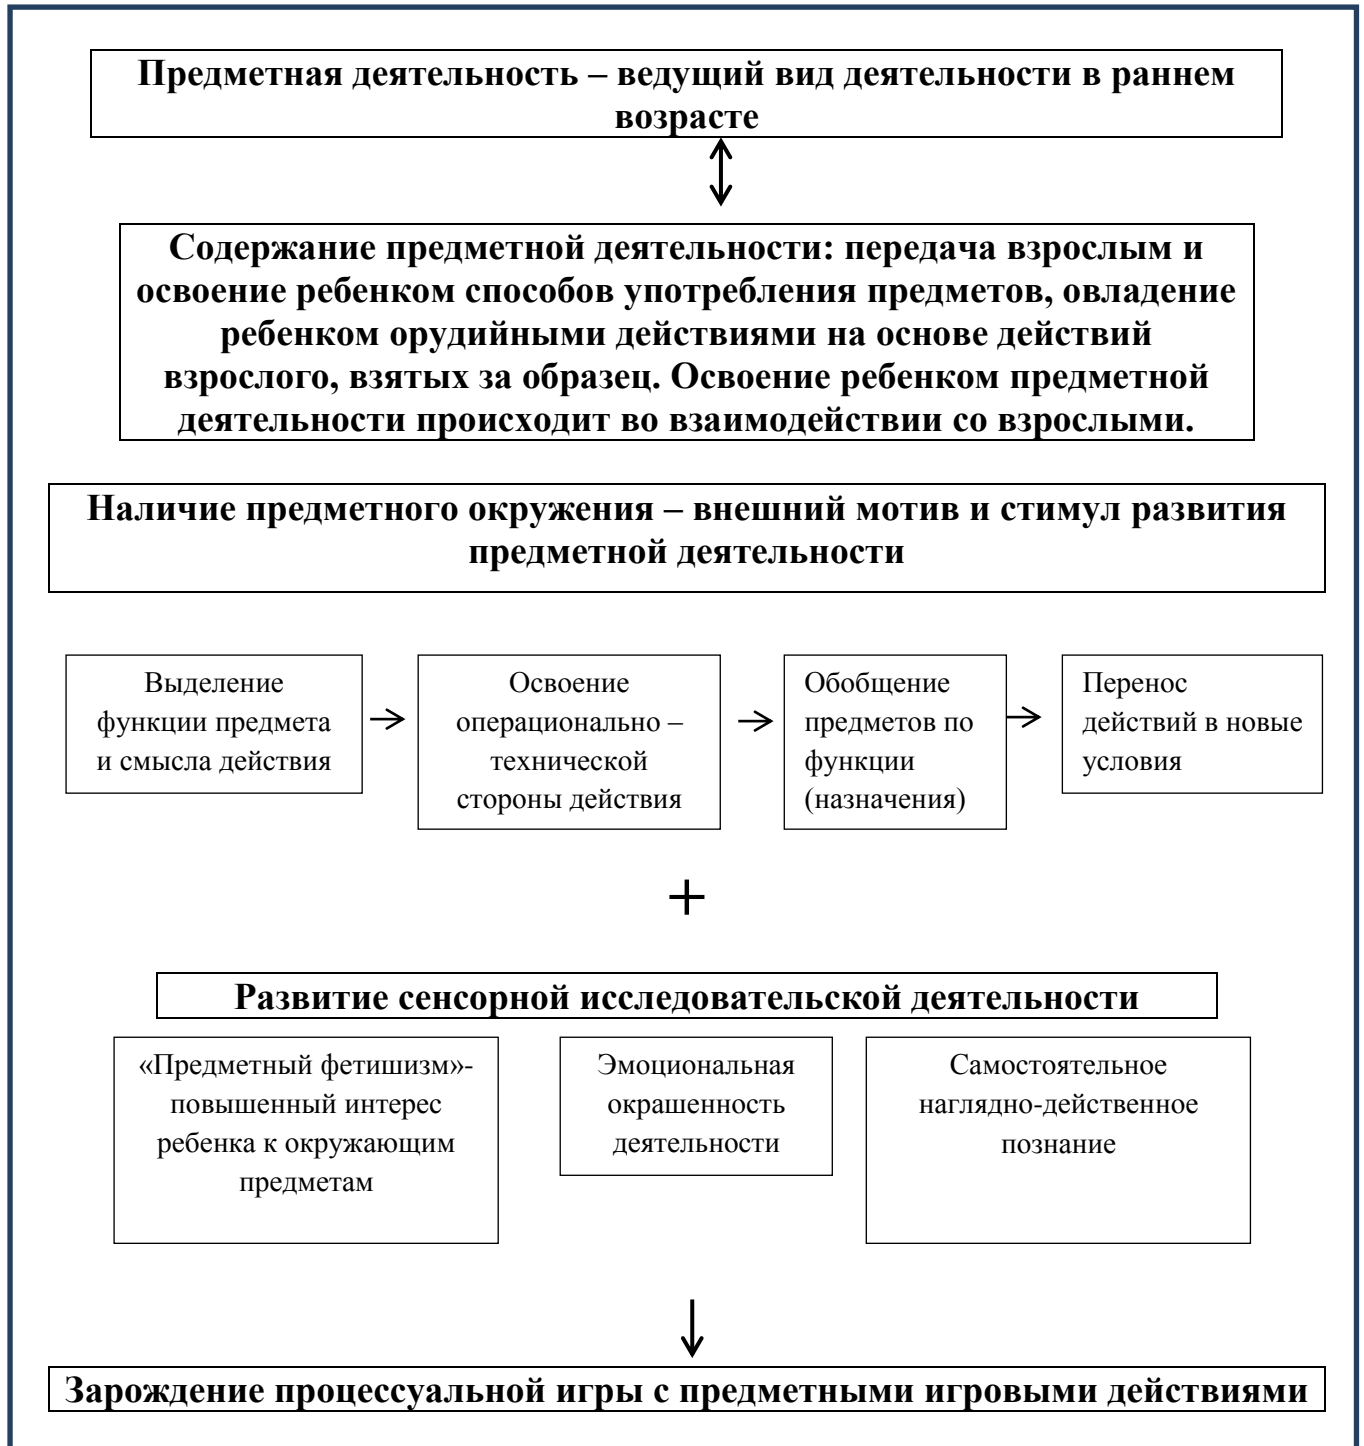 Предметная деятельность – ведущий вид деятельности в раннем
возрасте
Содержание предметной деятельности: передача взрослым и
освоение ребенком способов употребления предметов, овладение
ребенком орудийными действиями на основе действий
взрослого, взятых за образец. Освоение ребенком предметной
деятельности происходит во взаимодействии со взрослыми.
Наличие предметного окружения – внешний мотив и стимул развития
предметной деятельности
Выделение
функции предмета
и смысла действия
Освоение
операционально –
технической
стороны действия
Обобщение
предметов по
функции
(назначения)
Перенос
действий в новые
условия
+
Развитие сенсорной исследовательской деятельности
«Предметный фетишизм»-
повышенный интерес
ребенка к окружающим
предметам
Эмоциональная
окрашенность
деятельности
Самостоятельное
наглядно-действенное
познание
Зарождение процессуальной игры с предметными игровыми действиями